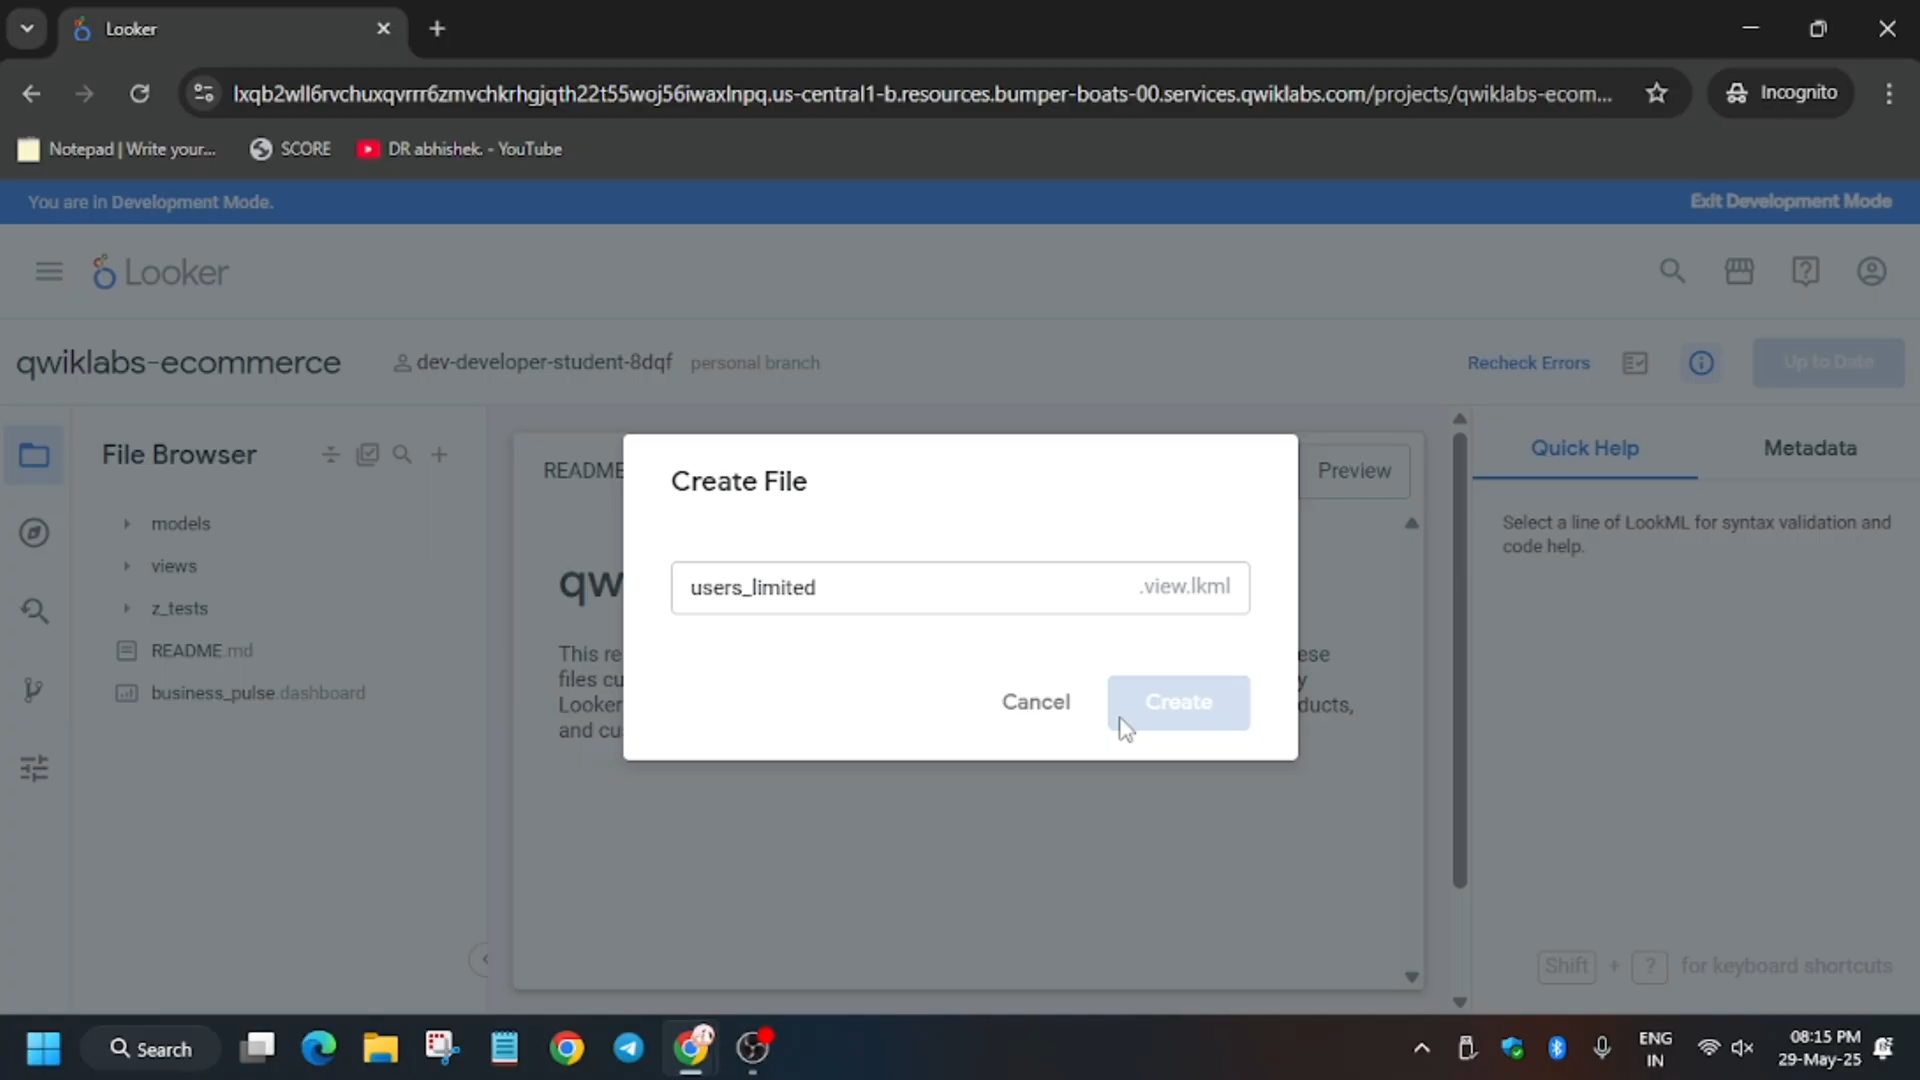 Looker
lxqb2wll6rvchuxqvrrr6zmvchkrhgjqth22t55woj56iwaxlnpq.us-central1-b.resources.bumper-boats-00.services.qwiklabs.com/projects/qwiklabs-ecom...
Incognito
Notepad | Write your...
SCORE
DR abhishek. - YouTube
You are in Development Mode.
Exit Development Mode
Looker
qwiklabs-ecommerce
dev-developer-student-8dqf personal branch
Recheck Errors
Up to Date
File Browser
models
views
z_tests
README.md
business_pulse.dashboard
README
Preview
qw
This re
files cu
Looker
and cu
ese
y
ducts,
Create File
users_limited
.view.lkml
Cancel
Create
Quick Help
Metadata
Select a line of LookML for syntax validation and
code help.
Shift + ? for keyboard shortcuts
Search
ENG
IN
08:15 PM
29-May-25